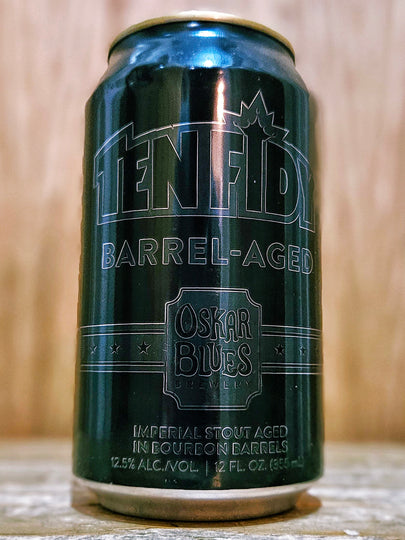 TEN FIDY
BARREL-AGED
OSKAR
BLUES
BREWERY
IMPERIAL STOUT AGED
IN BOURBON BARRELS
12.5% ALC./VOL. | 12 FL. OZ. (355 mL)